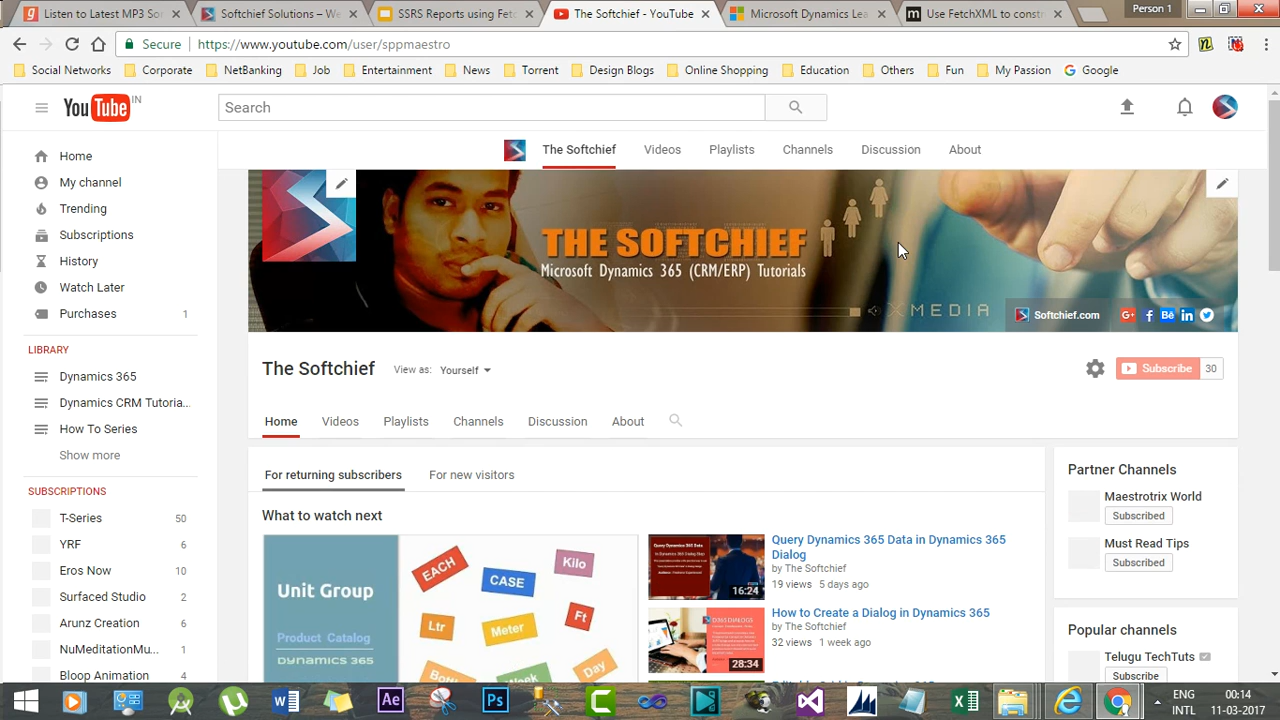 Listen to Latest MP3 So
Softchief Solutions - We
SSRS Reports using Fetc
The Softchief - YouTube
Microsoft Dynamics Lea
Use FetchXML to constr
Person 1
Secure
https://www.youtube.com/user/sppmaestro
Social Networks
Corporate
NetBanking
Job
Entertainment
News
Torrent
Design Blogs
Online Shopping
Education
Others
Fun
My Passion
Google
YouTube IN
Search
The Softchief
Videos
Playlists
Channels
Discussion
About
Home
My channel
Trending
Subscriptions
History
Watch Later
Purchases 1
LIBRARY
Dynamics 365
Dynamics CRM Tutoria...
How To Series
Show more
SUBSCRIPTIONS
T-Series 50
YRF 6
Eros Now
Surfaced Studio 2
Arunz Creation
NuMeditationMu...
Bloop Animation
THE SOFTCHIEF
Microsoft Dynamics 365 (CRM/ERP) Tutorials
XMEDIA
Softchief.com
The Softchief
View as: Yourself
Subscribe 30
Home
Videos
Playlists
Channels
Discussion
About
For returning subscribers
For new visitors
What to watch next
Unit Group
Product Catalog
Dynamics 365
Kilo
CASE
Ltr
Meter
Ft
Week
Day
Query Dynamics 365 Data in Dynamics 365
Dialog
by The Softchief
19 views 5 days ago
16:24
How to Create a Dialog in Dynamics 365
by The Softchief
32 views 1 week ago
28:34
Partner Channels
Maestrotrix World
Subscribed
Read Tips
Subscribed
Popular channels
Telugu TechTuts
Subscribe
Ae
Ps
ENG
INTL
00:14
11-03-2017